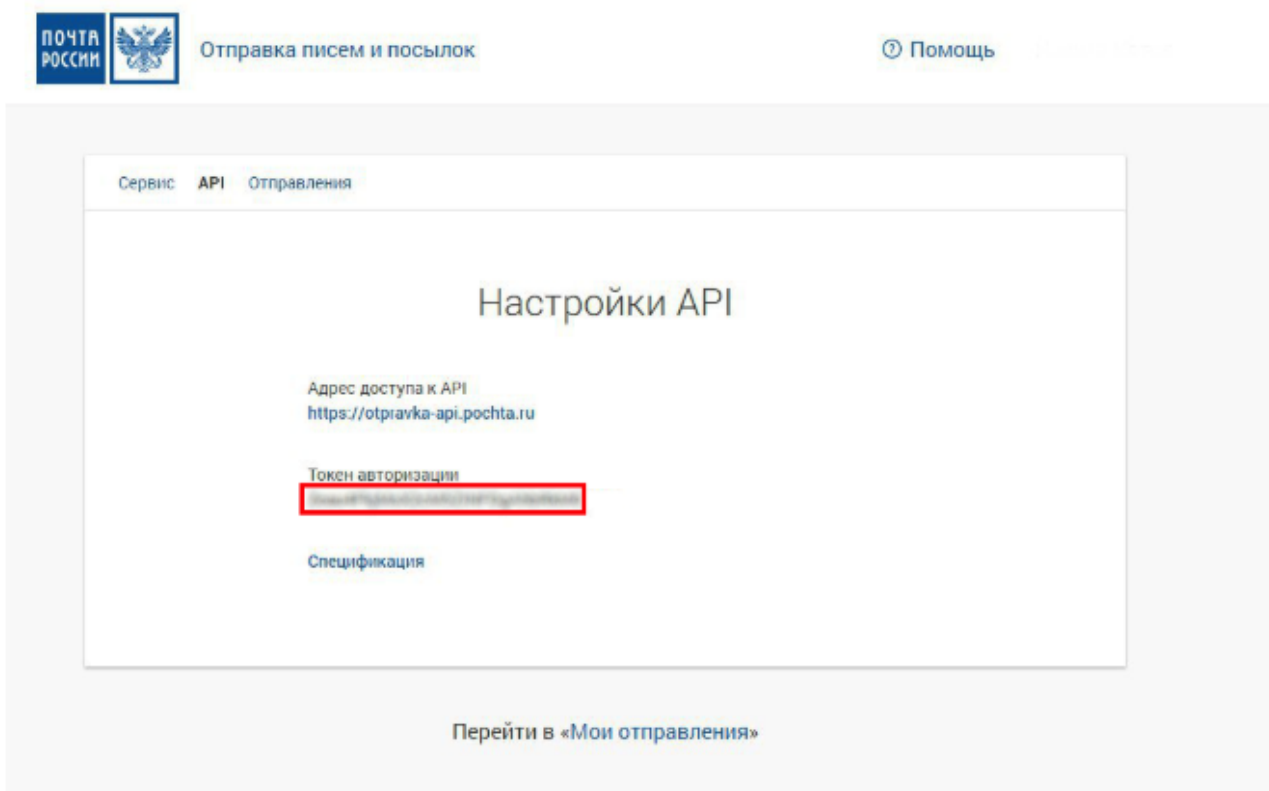 ПОЧТА
РОССИИ
Отправка писем и посылок
Помощь
Сервис API Отправления
Настройки API
Адрес доступа к API
https://otpravka-api.pochta.ru
Токен авторизации
Спецификация
Перейти в «Мои отправления»